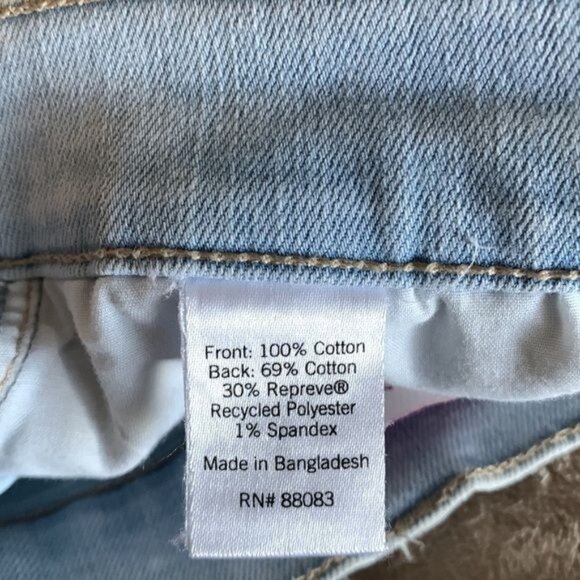 Front: 100% Cotton
Back: 69% Cotton
30% Repreve®
Recycled Polyester
1% Spandex
Made in Bangladesh
RN# 88083